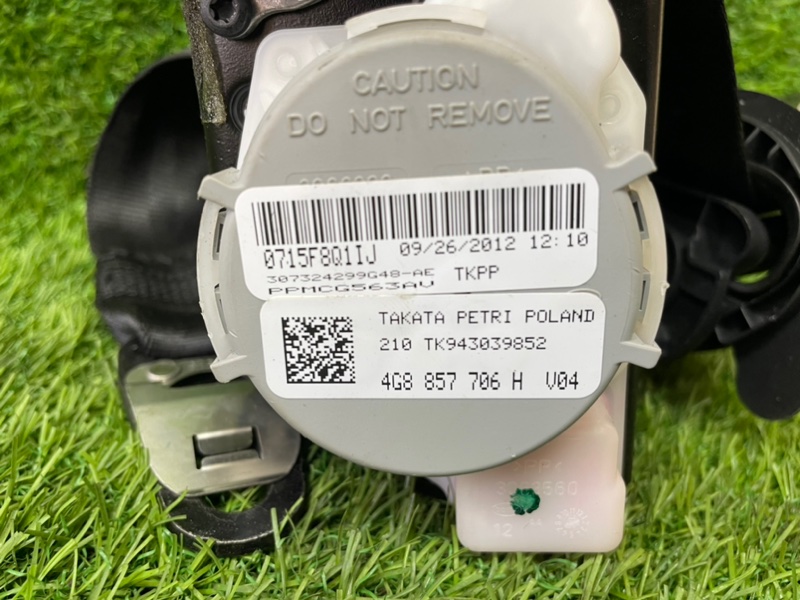 CAUTION
DO NOT REMOVE
0715F8Q1IJ 09/26/2012 12:10
307324299G48-AE TKPP
PPMCG563AV
TAKATA PETRI POLAND
210 TK943039852
4G8 857 706 H V04